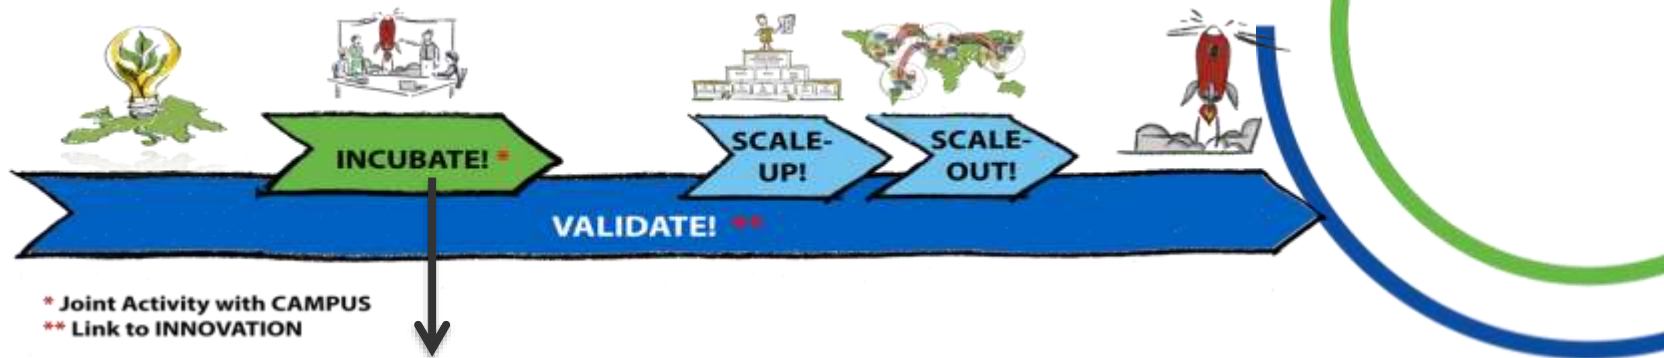 INCUBATE! *
SCALE-
UP!
SCALE-
OUT!
VALIDATE! **
* Joint Activity with CAMPUS
** Link to INNOVATION